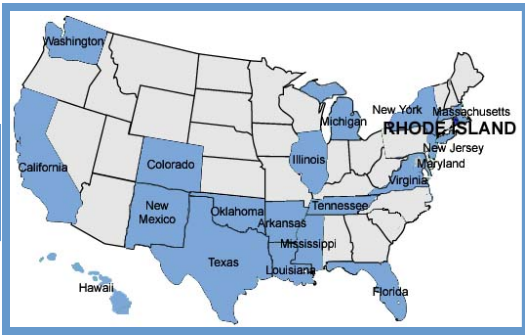 Washington
New York
Massachusetts
Michigan
RHODE ISLAND
New Jersey
Illinois
Maryland
California
Colorado
Virginia
Tennessee
New
Mexico
Oklahoma
Arkansas
Mississippi
Texas
Louisiana
Hawaii
Florida